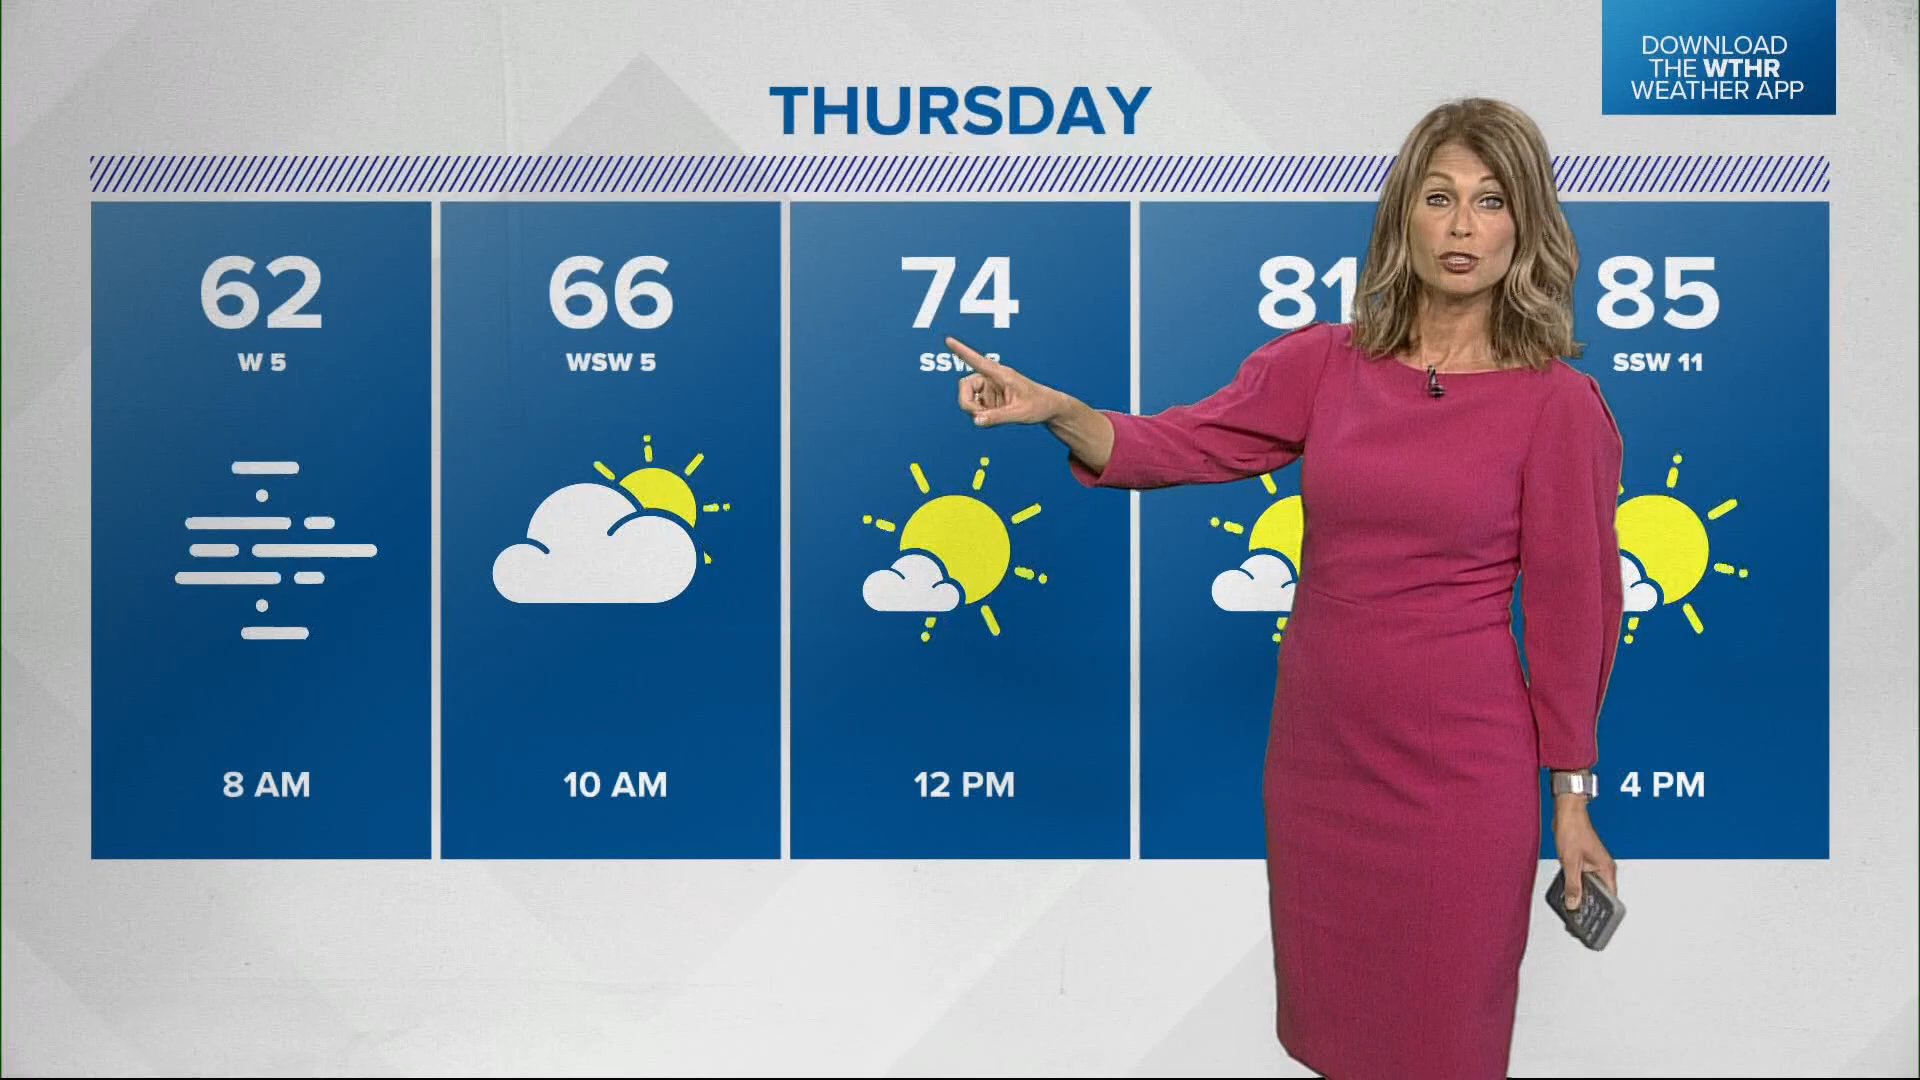 DOWNLOAD
THE WTHR
WEATHER APP
THURSDAY
62
W 5
8 AM
66
WSW 5
10 AM
74
12 PM
81
85
SSW 11
4 PM